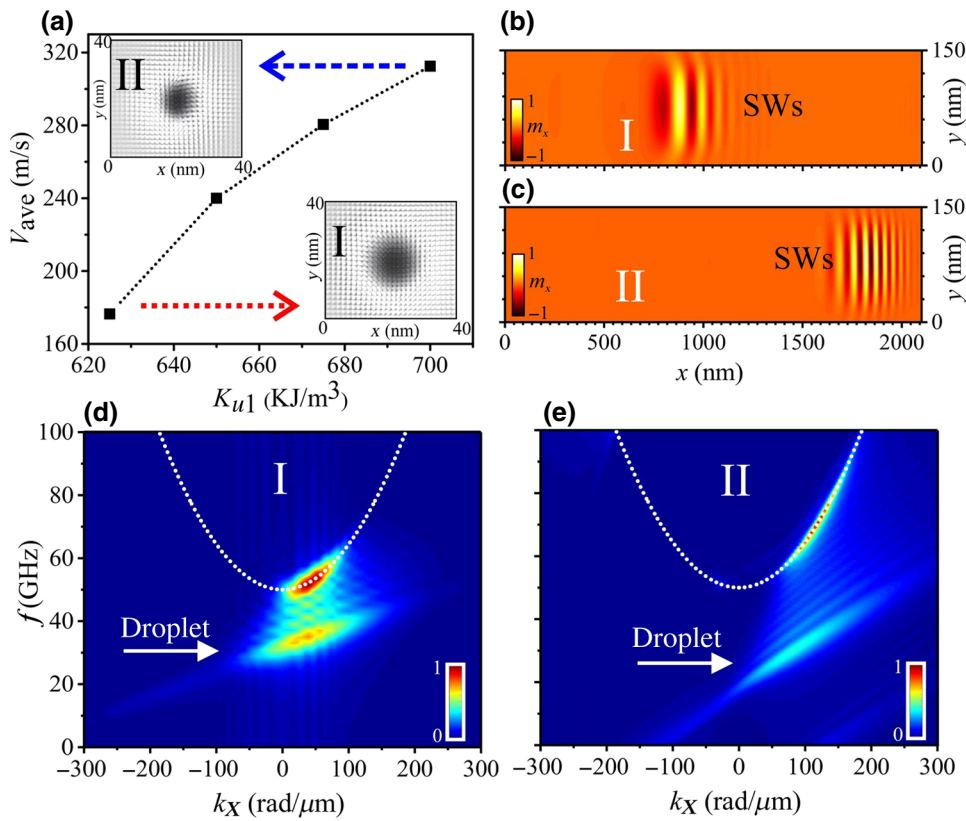 (a)
320
280
240
200
160
V_ave (m/s)
620 640 660 680 700
K_u1 (KJ/m³)
40
II
y (nm)
0
0 x (nm) 40
40
I
y (nm)
0
0 x (nm) 40
(b)
1
m_x
−1
I
SWs
150
y (nm)
0
(c)
1
m_x
−1
II
SWs
150
y (nm)
0
0 500 1000 1500 2000
x (nm)
(d)
100
80
60
40
20
0
f (GHz)
I
Droplet
1
0
−300 −200 −100 0 100 200 300
k_X (rad/μm)
(e)
II
Droplet
1
0
−300 −200 −100 0 100 200 300
k_X (rad/μm)